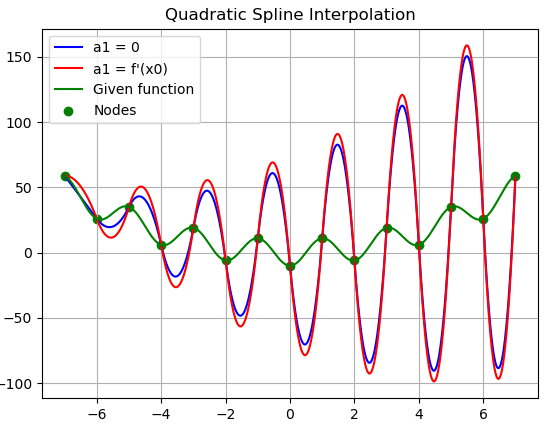 Quadratic Spline Interpolation
a1 = 0
a1 = f'(x0)
Given function
Nodes
150
100
50
0
−50
−100
−6
−4
−2
0
2
4
6